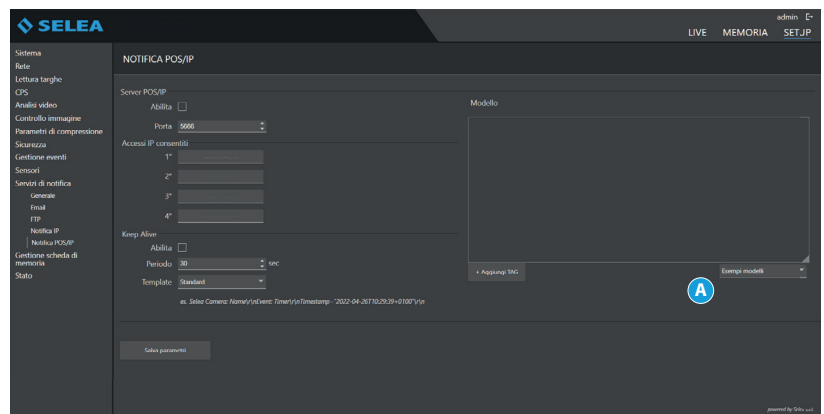 SELEA
admin
LIVE MEMORIA SETUP
Sistema
Rete
Lettura targhe
CPS
Analisi video
Controllo immagine
Parametri di compressione
Sicurezza
Gestione eventi
Sensori
Servizi di notifica
Generale
Email
FTP
Notifica IP
Notifica POS/IP
Gestione scheda di
memoria
Stato
NOTIFICA POS/IP
Server POS/IP
Abilita
Porta 5666
Accessi IP consentiti
1°
2°
3°
4°
Keep Alive
Abilita
Periodo 30 sec
Template Standard
es. Selea Camera: Name\r\nEvent: Timer\r\nTimestamp - "2022-04-26T10:29:39+0100"\r\n
Modello
+ Aggiungi TAG
Esempi modelli
A
Salva parametri
powered by Selea s.r.l.